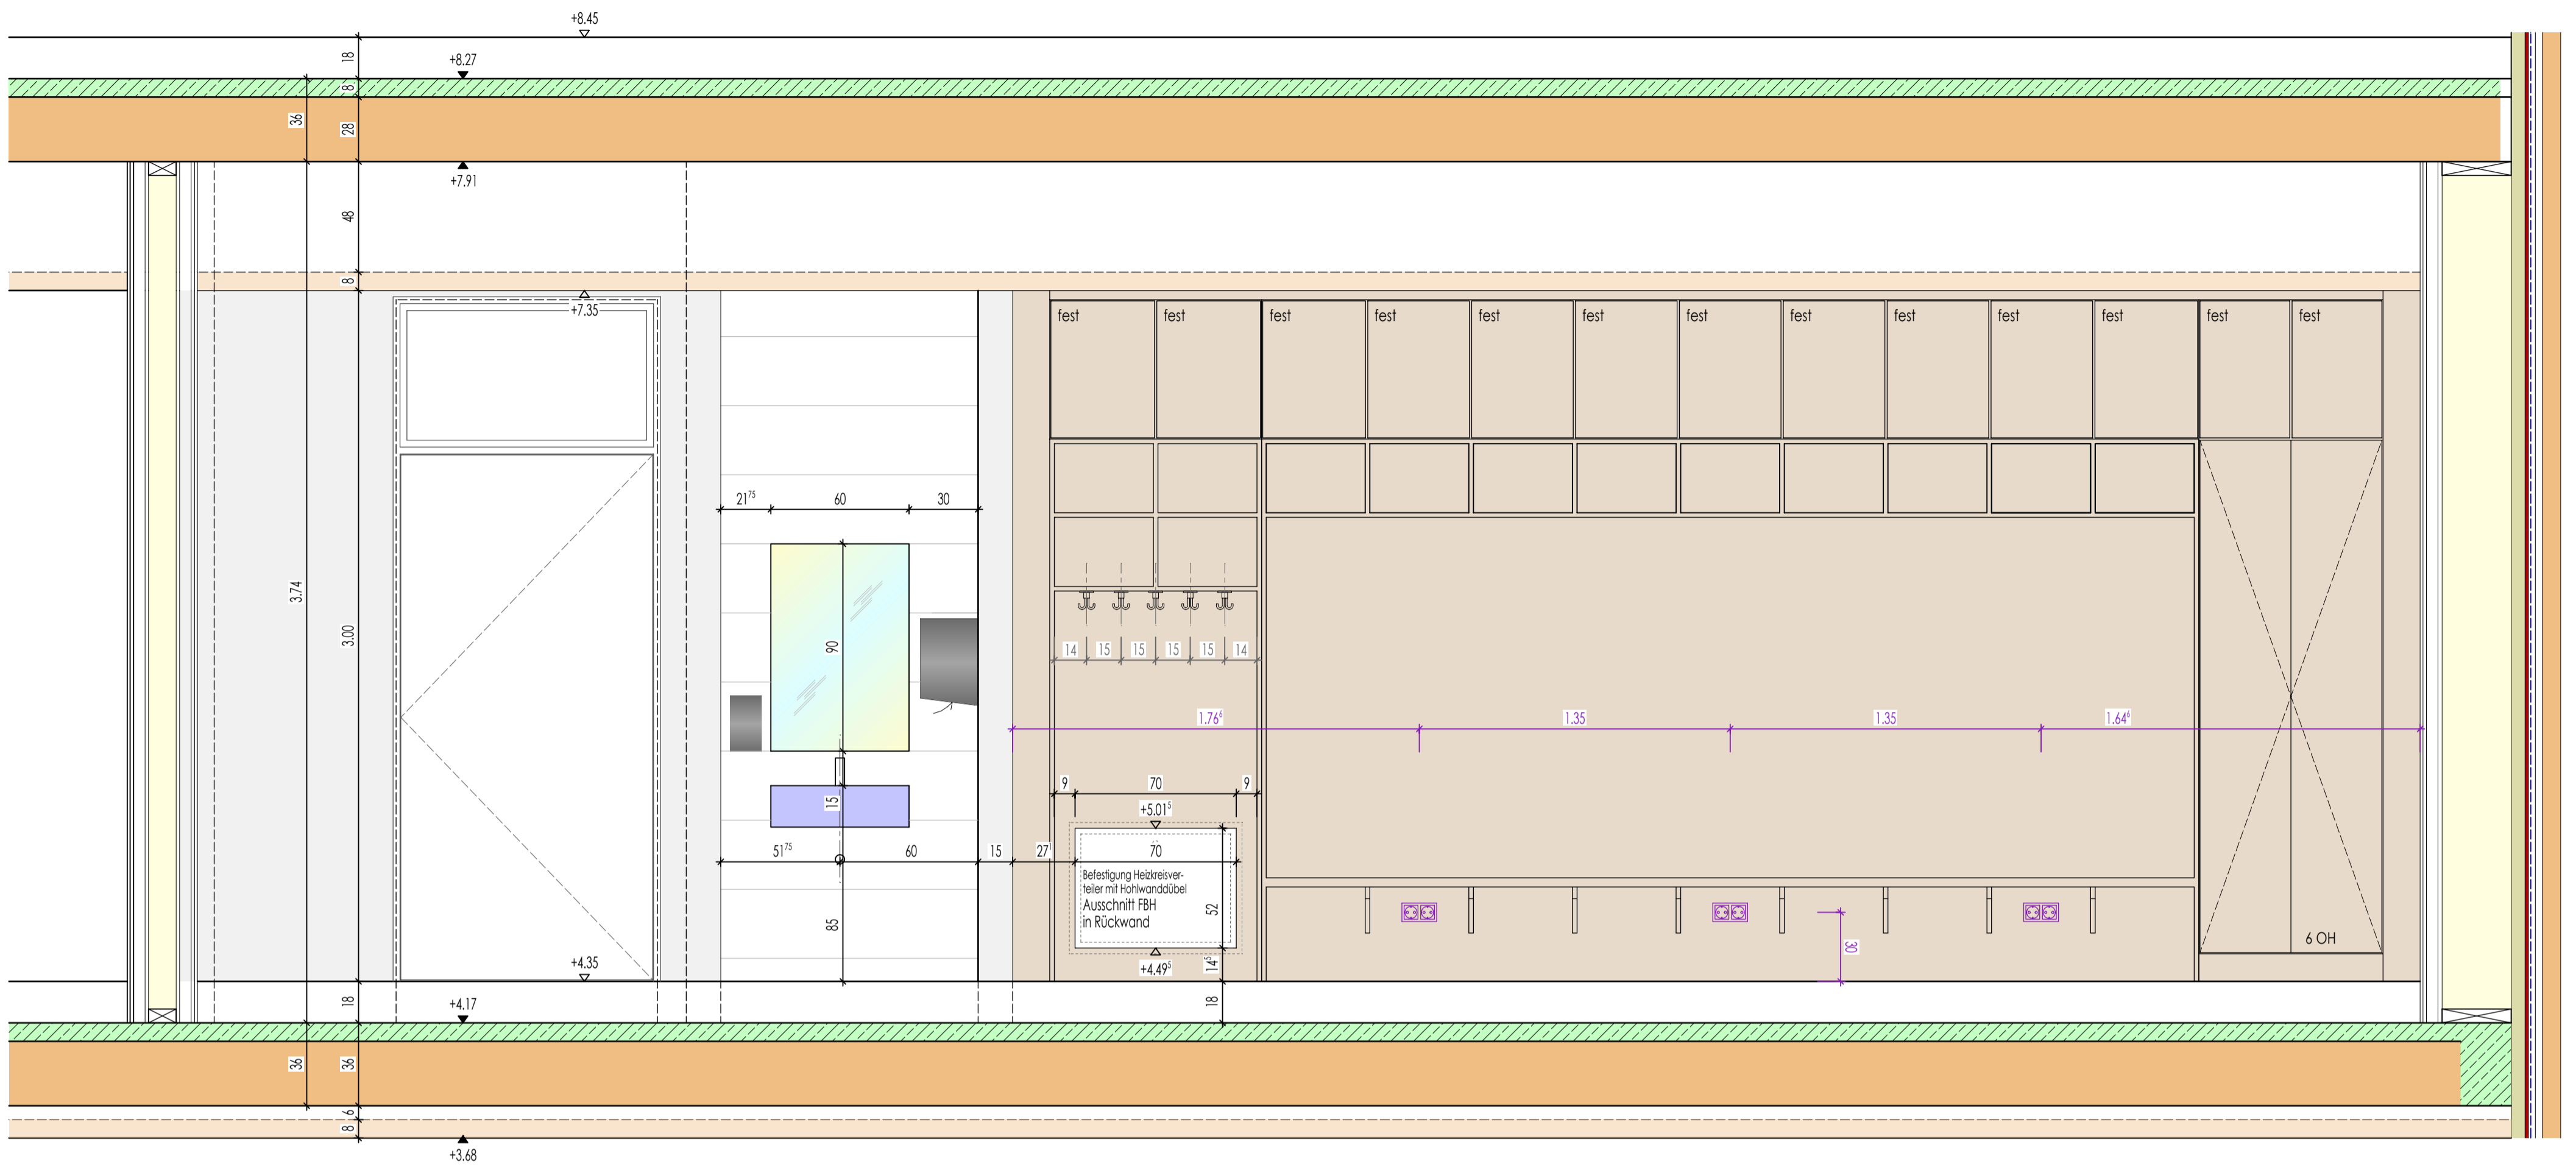 +8.45
18
+8.27
8
36
28
+7.91
48
8
+7.35
fest fest fest fest fest fest fest fest fest fest fest fest fest
21⁷⁵ 60 30
3.74
3.00
90
14 15 15 15 15 14
1.76⁶ 1.35 1.35 1.64⁶
9 70 9
+5.01⁵
15
51⁷⁵ 60 15 27¹ 70
Befestigung Heizkreisver-
teiler mit Hohlwanddübel
Ausschnitt FBH
in Rückwand
52
85
30
6 OH
+4.35
+4.49⁵
14⁵
18
+4.17
18
36
36
6
8
+3.68